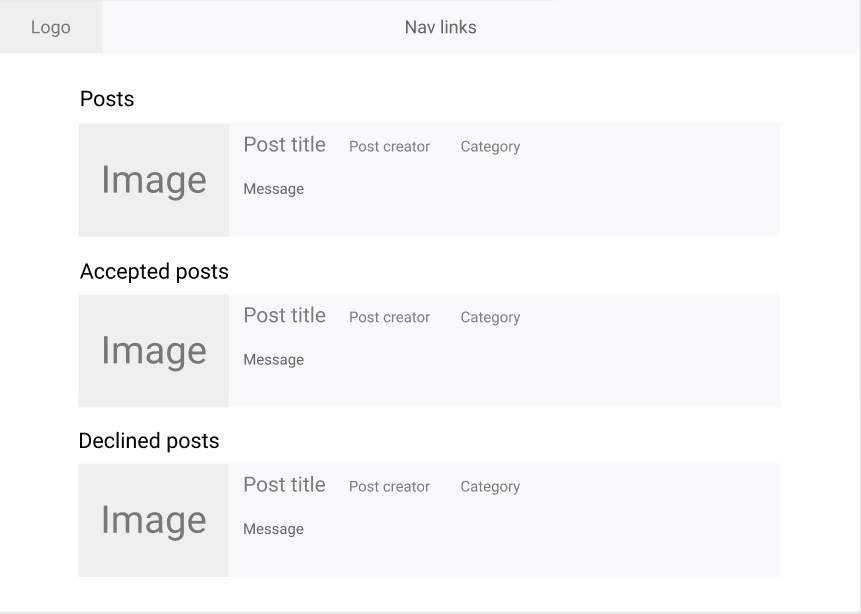 Logo
Nav links
Posts
Image
Post title Post creator Category
Message
Accepted posts
Image
Post title Post creator Category
Message
Declined posts
Image
Post title Post creator Category
Message